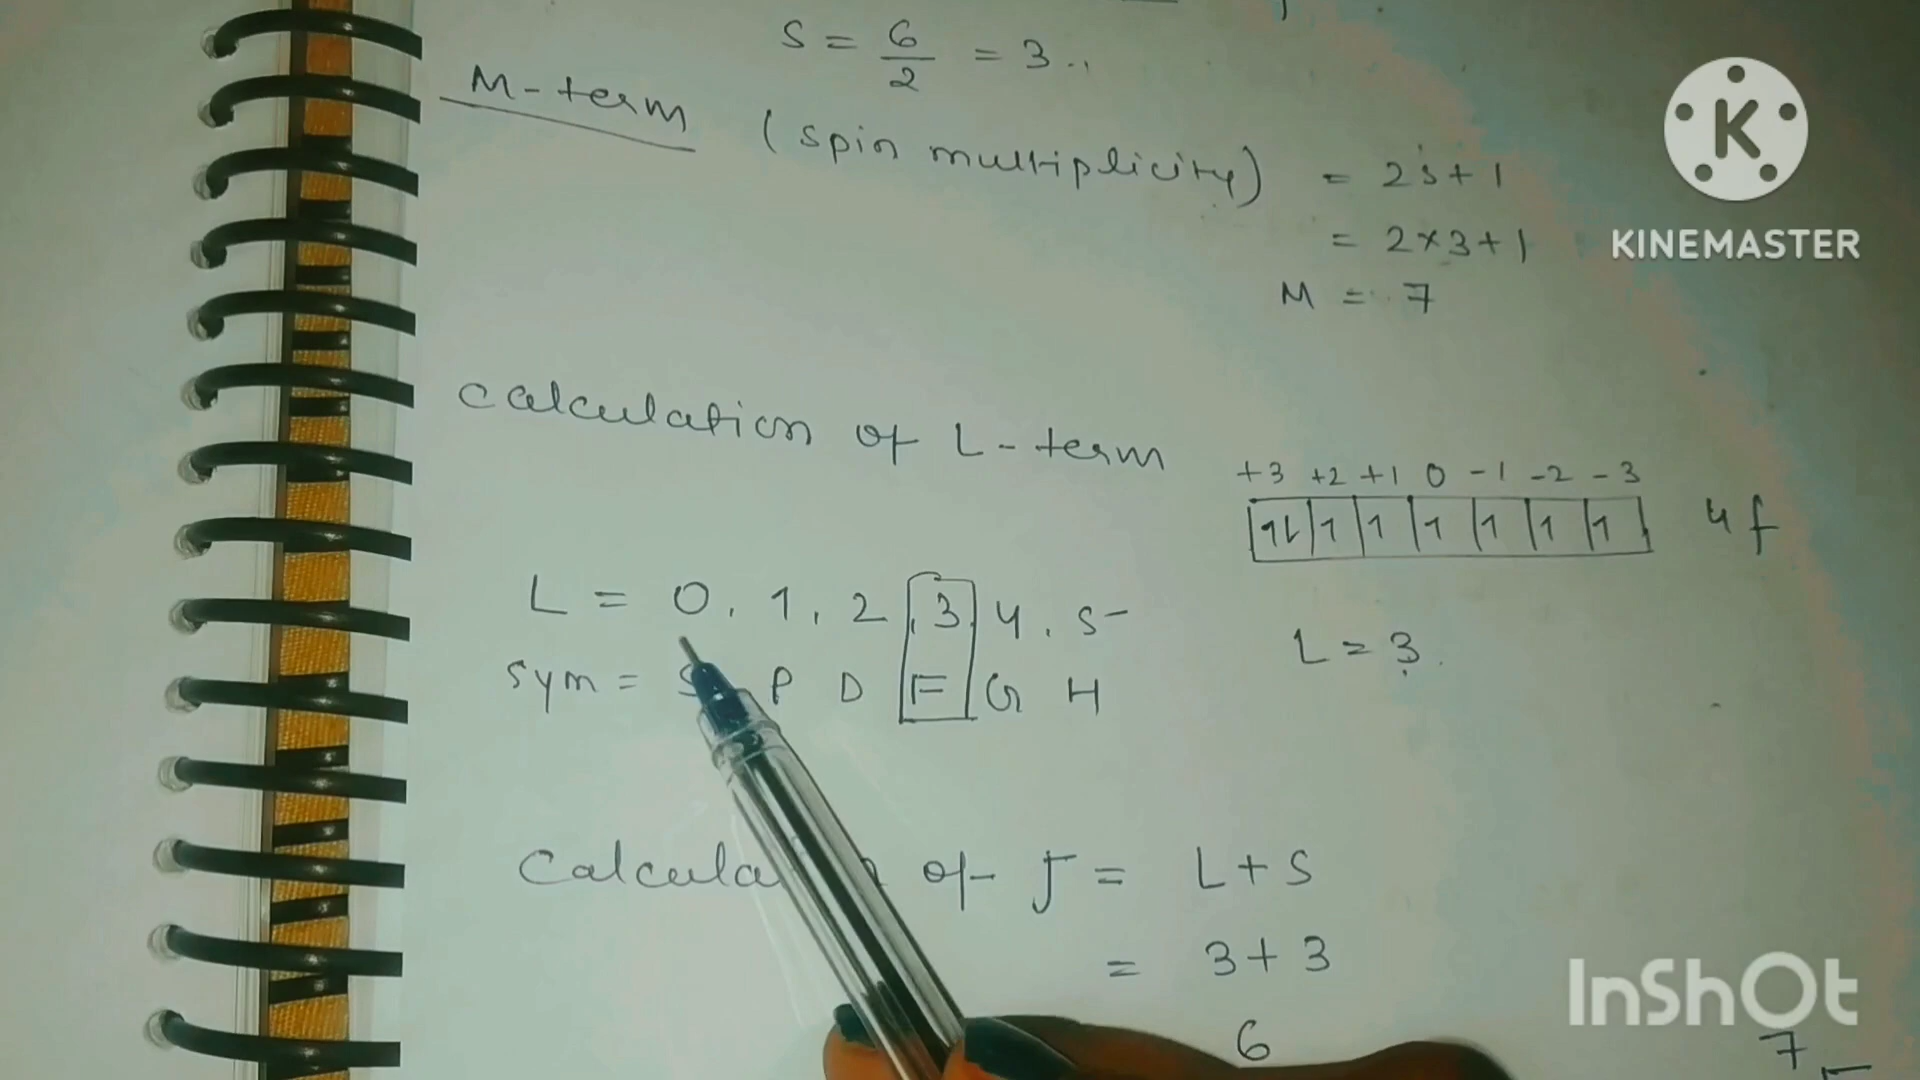 S = 6/2 = 3..
M-term (spin multiplicity) = 2s+1
= 2×3+1
M = 7
KINEMASTER
Calculation of L-term
+3 +2 +1 0 -1 -2 -3
1L 1 1 1 1 1 1 4f
L = 0, 1, 2, 3, 4, 5-
L = 3.
Sym = S P D F G H
Calcula of J = L+S
= 3+3
6
7
InShOt